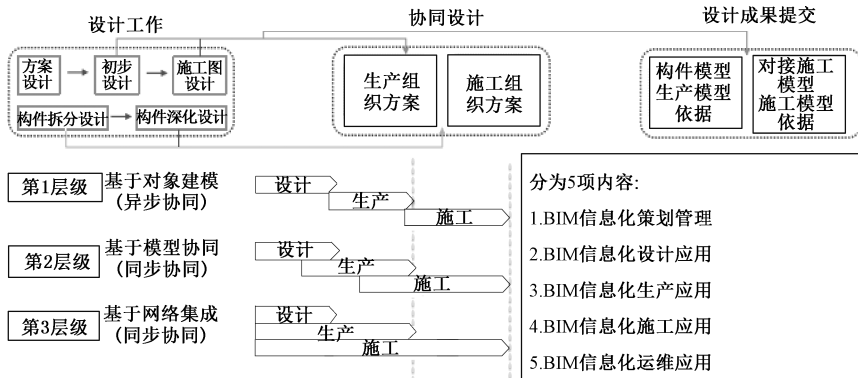 设计工作
协同设计
设计成果提交
方案
设计
初步
设计
施工图
设计
构件拆分设计
构件深化设计
生产组
织方案
施工组
织方案
构件模型
生产模型
依据
对接施工
模型
施工模型
依据
第1层级
基于对象建模
(异步协同)
设计
生产
施工
第2层级
基于模型协同
(同步协同)
设计
生产
施工
第3层级
基于网络集成
(同步协同)
设计
生产
施工
分为5项内容:
1.BIM信息化策划管理
2.BIM信息化设计应用
3.BIM信息化生产应用
4.BIM信息化施工应用
5.BIM信息化运维应用